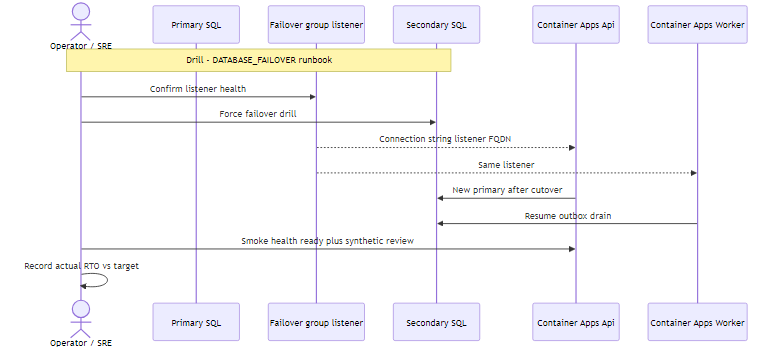 Operator / SRE
Primary SQL
Failover group listener
Secondary SQL
Container Apps Api
Container Apps Worker
Drill - DATABASE_FAILOVER runbook
Confirm listener health
Force failover drill
Connection string listener FQDN
Same listener
New primary after cutover
Resume outbox drain
Smoke health ready plus synthetic review
Record actual RTO vs target
Operator / SRE
Primary SQL
Failover group listener
Secondary SQL
Container Apps Api
Container Apps Worker